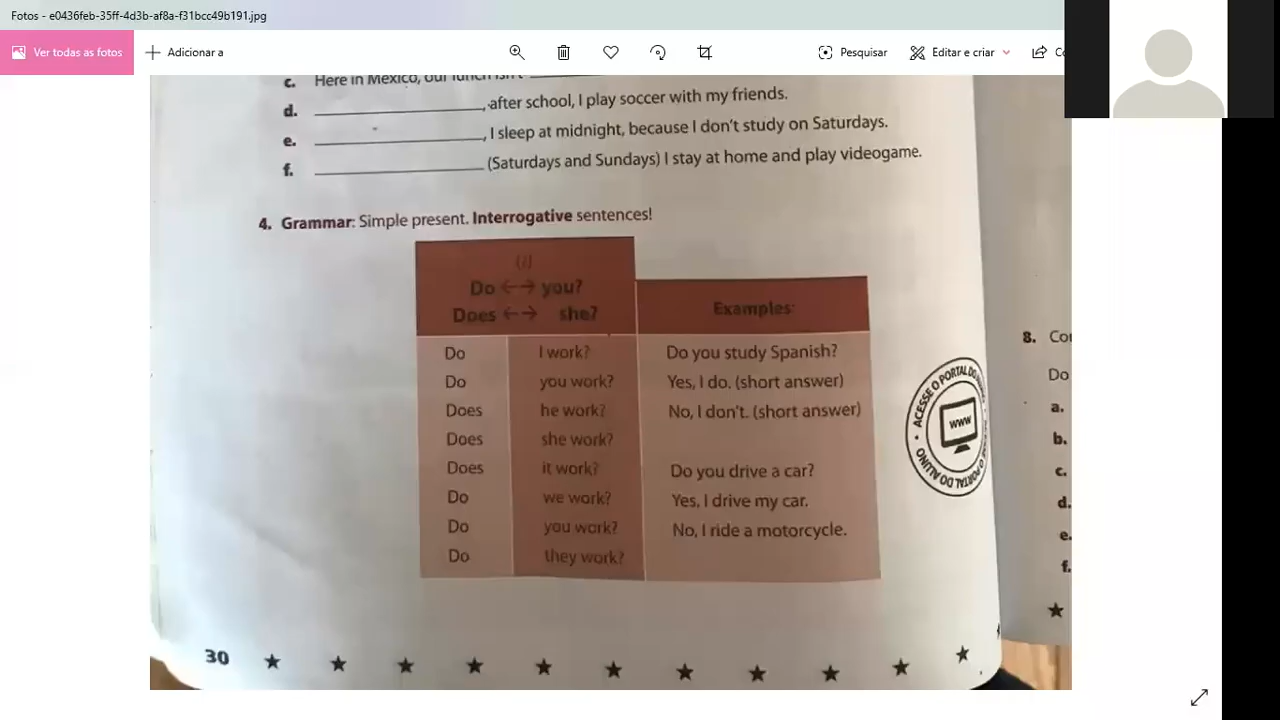 Fotos - e0436feb-35ff-4d3b-af8a-f31bcc49b191.jpg
Ver todas as fotos
Adicionar a
Pesquisar
Editar e criar
c. Here in Mexico, our lunch isn't
d. ____________, after school, I play soccer with my friends.
e. ____________, I sleep at midnight, because I don't study on Saturdays.
f. ____________ (Saturdays and Sundays) I stay at home and play videogame.
4. Grammar: Simple present. Interrogative sentences!
Do ↔ you?
Does ↔ she?
Examples:
Do I work? Do you study Spanish?
Do you work? Yes, I do. (short answer)
Does he work? No, I don't. (short answer)
Does she work?
Does it work? Do you drive a car?
Do we work? Yes, I drive my car.
Do you work? No, I ride a motorcycle.
Do they work?
ACESSE O PORTAL DO ALUNO
www
30
8.
Do
a.
b.
c.
d.
e.
f.